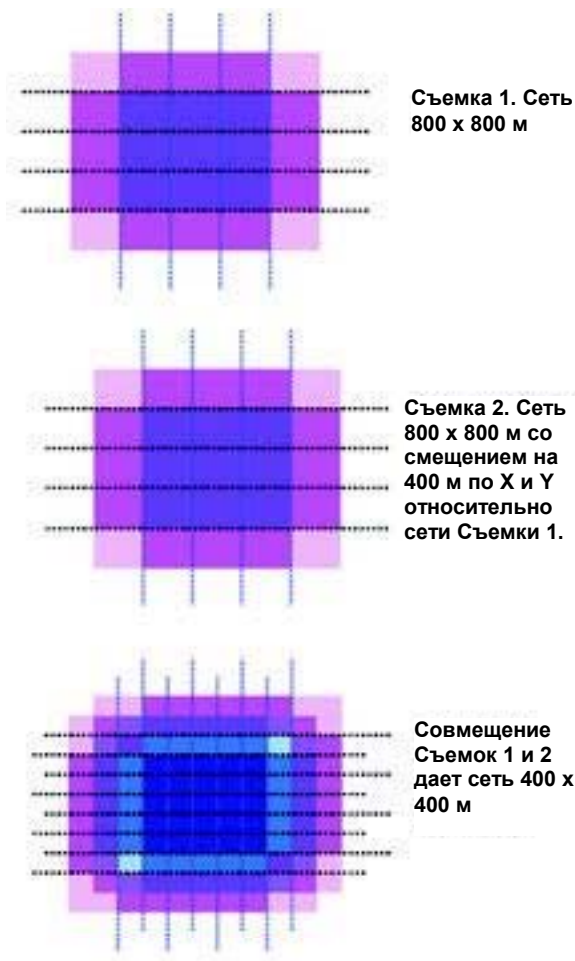 Съемка 1. Сеть
800 x 800 м
Съемка 2. Сеть
800 x 800 м со
смещением на
400 м по X и Y
относительно
сети Съемки 1.
Совмещение
Съемок 1 и 2
дает сеть 400 x
400 м